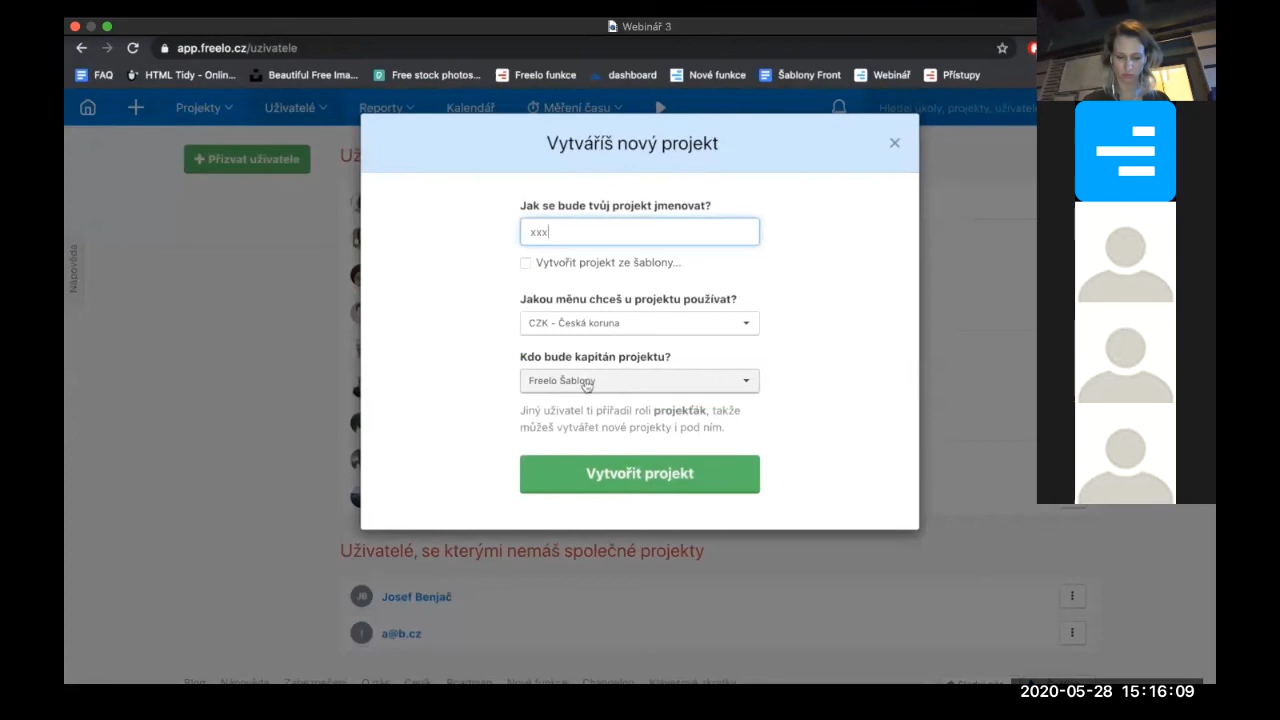 Webinář 3
app.freelo.cz/uzivatele
FAQ
HTML Tidy - Onlin...
Beautiful Free Ima...
Free stock photos...
Freelo funkce
dashboard
Nové funkce
Šablony Front
Webinář
Přístupy
Projekty
Uživatelé
Reporty
Kalendář
Měření času
Hledej úkoly, projekty, uživatele
Přizvat uživatele
Už
Nápověda
Vytváříš nový projekt
Jak se bude tvůj projekt jmenovat?
xxx
Vytvořit projekt ze šablony...
Jakou měnu chceš u projektu používat?
CZK - Česká koruna
Kdo bude kapitán projektu?
Freelo Šablony
Jiný uživatel ti přiřadil roli projekťák, takže
můžeš vytvářet nové projekty i pod ním.
Vytvořit projekt
Uživatelé, se kterými nemáš společné projekty
JB
Josef Benjač
a@b.cz
2020-05-28 15:16:09